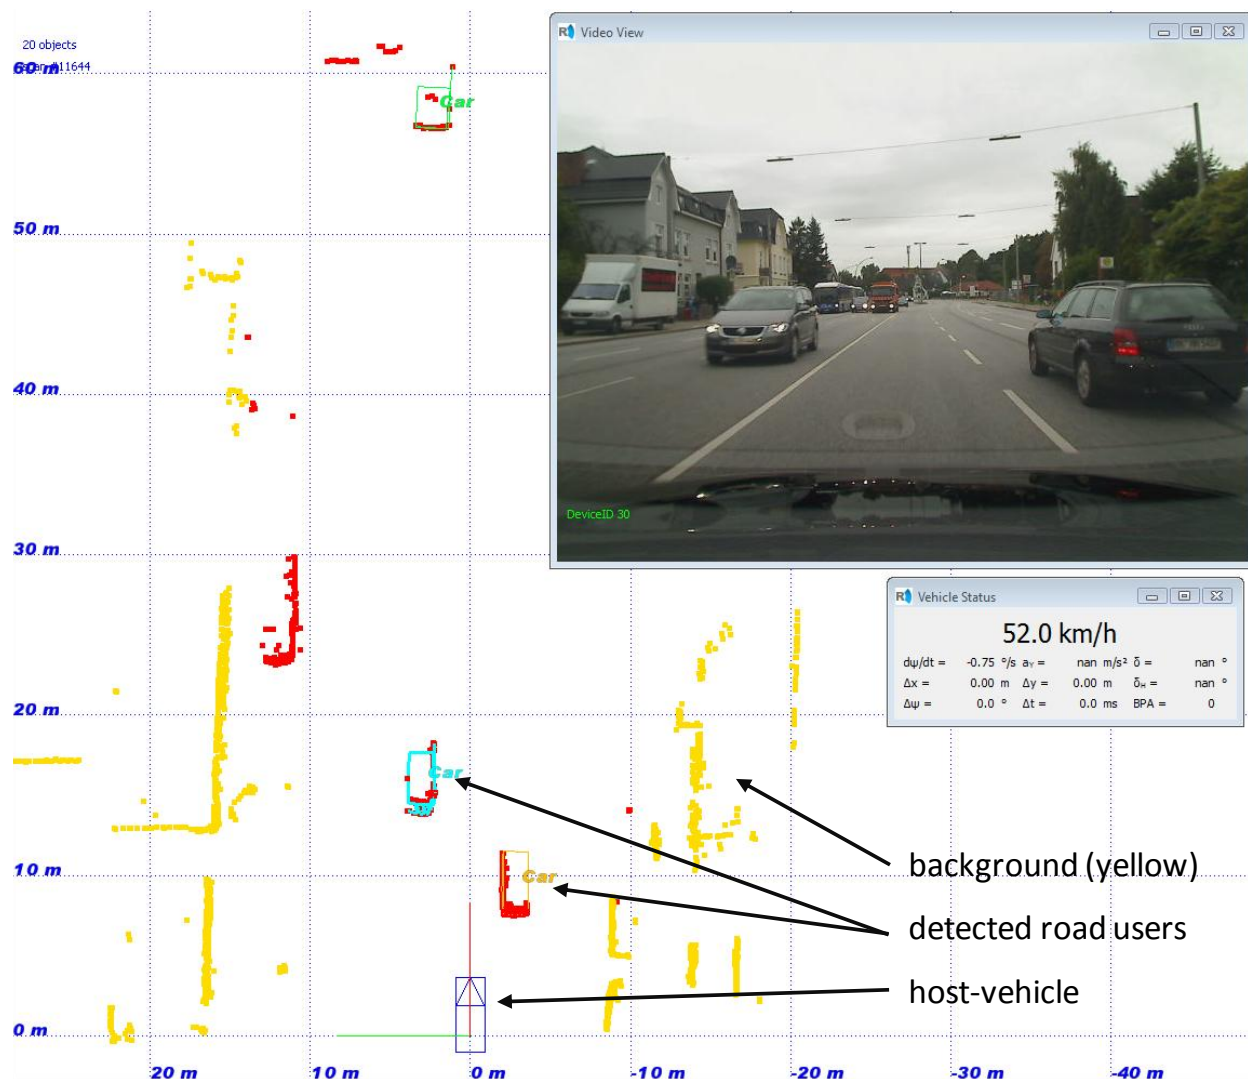 20 objects
60 m
Car
50 m
40 m
30 m
20 m
Car
10 m
Car
0 m
20 m
10 m
0 m
-10 m
-20 m
-30 m
-40 m
Video View
DeviceID 30
Vehicle Status
52.0 km/h
dψ/dt = -0.75 °/s aʏ = nan m/s² δ = nan °
Δx = 0.00 m Δy = 0.00 m δʜ = nan °
Δψ = 0.0 ° Δt = 0.0 ms BPA = 0
background (yellow)
detected road users
host-vehicle